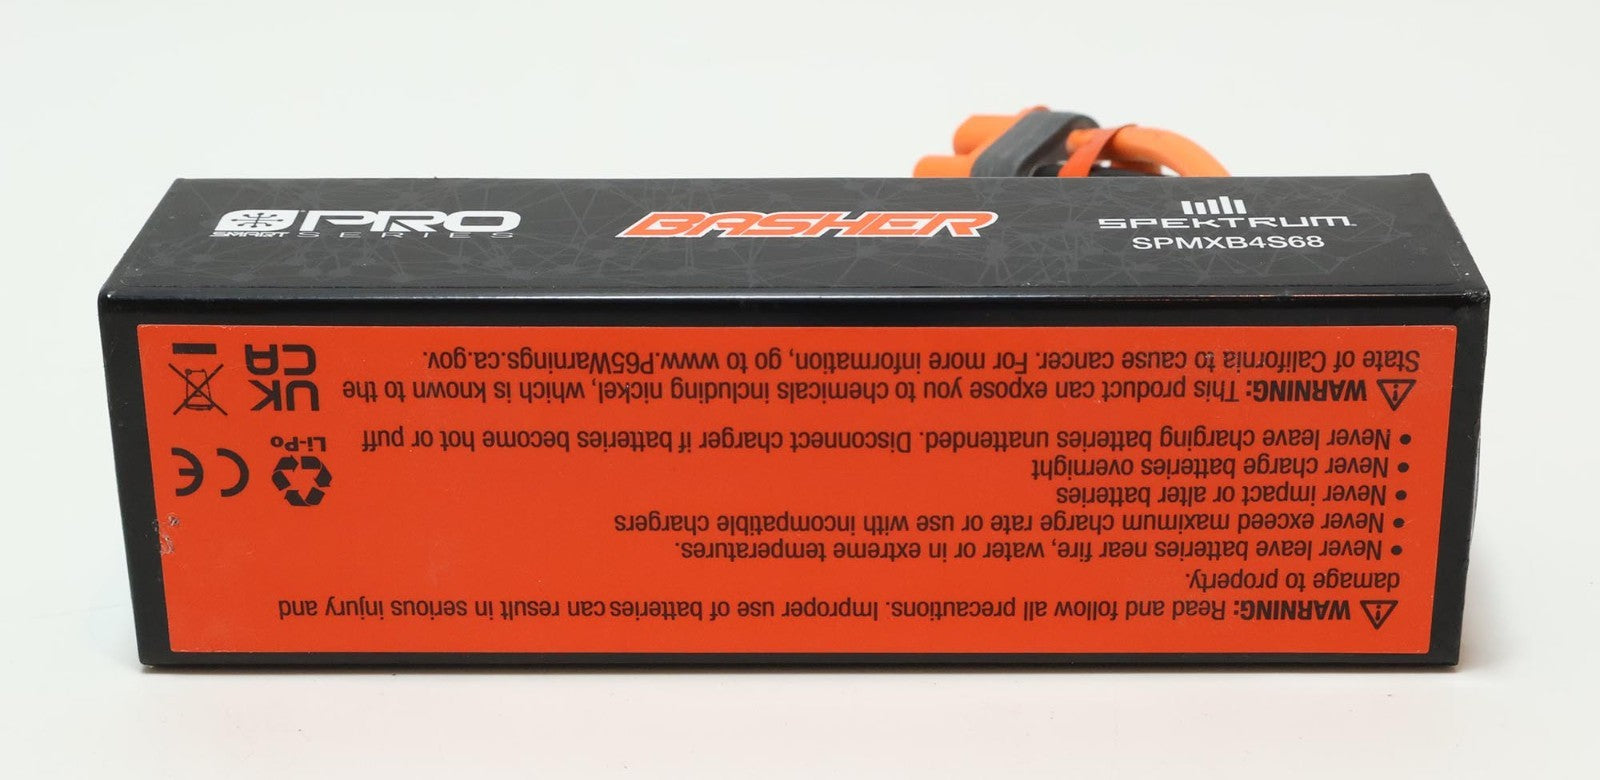 SMART
PRO
SERIES
BASHER
SPEKTRUM
SPMXB4S68
WARNING: Read and follow all precautions. Improper use of batteries can result in serious injury and
damage to property.
• Never leave batteries near fire, water or in extreme temperatures.
• Never exceed maximum charge rate or use with incompatible chargers
• Never impact or alter batteries
• Never charge batteries overnight
• Never leave charging batteries unattended. Disconnect charger if batteries become hot or puff
WARNING: This product can expose you to chemicals including nickel, which is known to the
State of California to cause cancer. For more information, go to www.P65Warnings.ca.gov.
Li-Po
CE
UK
CA